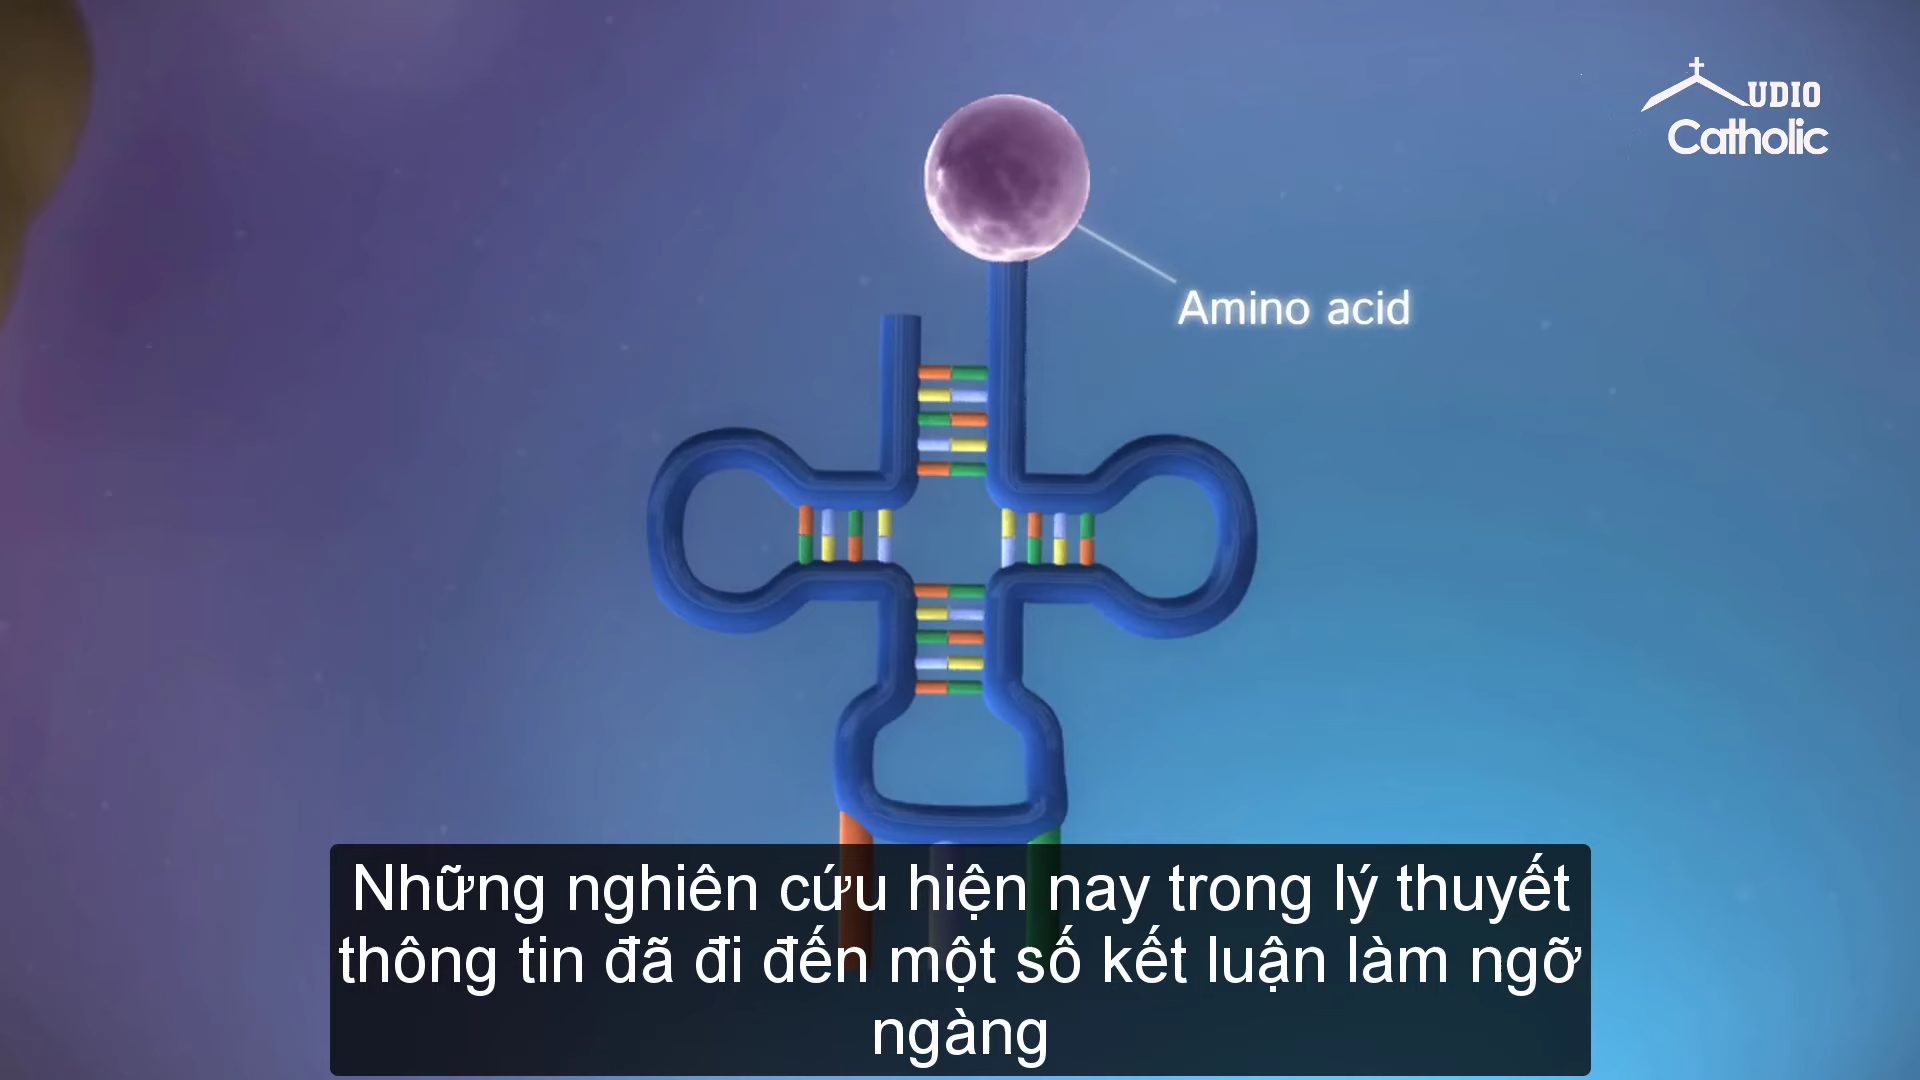 UDIO
Catholic
Amino acid
Những nghiên cứu hiện nay trong lý thuyết
thông tin đã đi đến một số kết luận làm ngỡ
ngàng